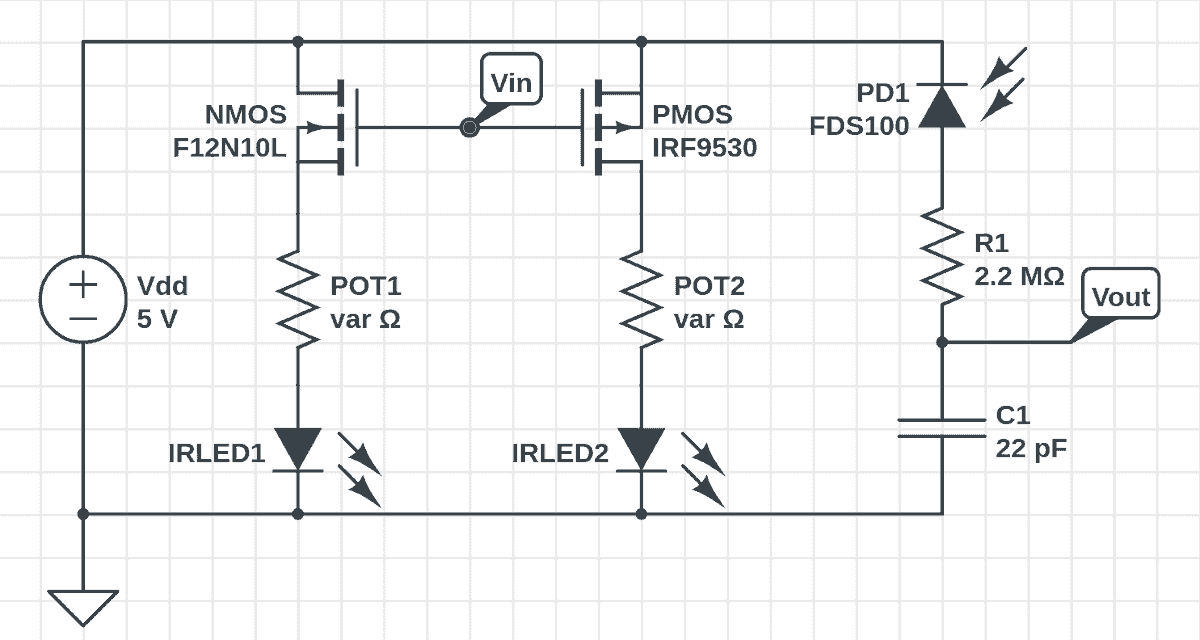 Vin
NMOS
F12N10L
PMOS
IRF9530
PD1
FDS100
R1
2.2 MΩ
Vdd
5 V
POT1
var Ω
POT2
var Ω
Vout
IRLED1
IRLED2
C1
22 pF